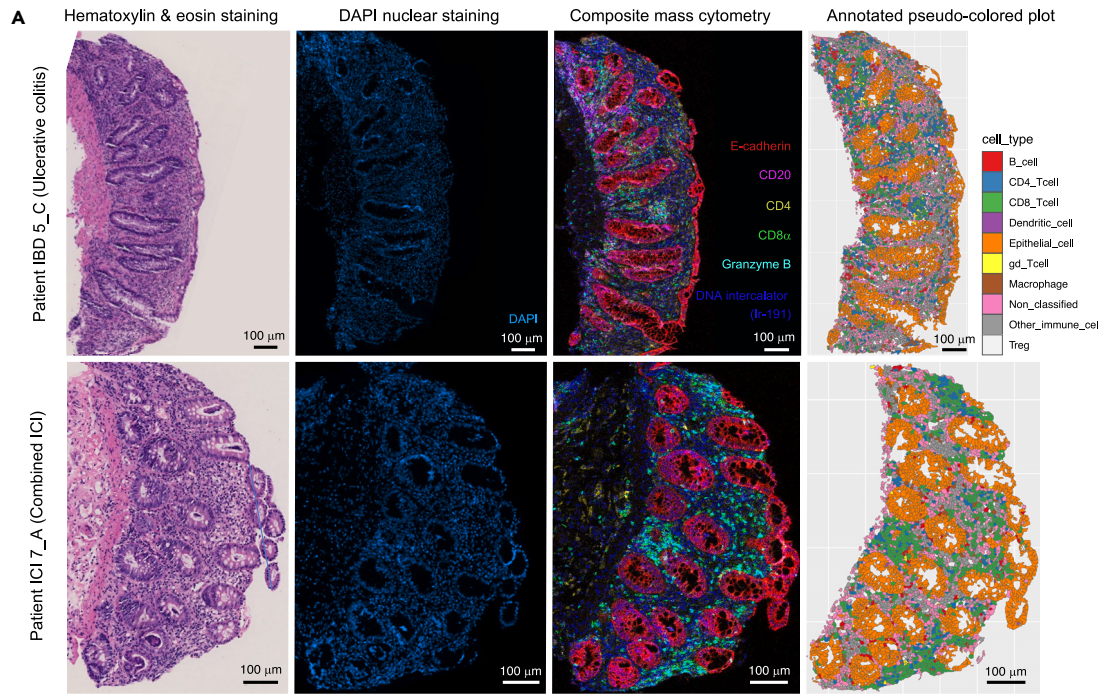 A
Hematoxylin & eosin staining
DAPI nuclear staining
Composite mass cytometry
Annotated pseudo-colored plot
Patient IBD 5_C (Ulcerative colitis)
100 μm
DAPI
100 μm
E-cadherin
CD20
CD4
CD8α
Granzyme B
DNA intercalator
(Ir-191)
100 μm
100 μm
cell_type
B_cell
CD4_Tcell
CD8_Tcell
Dendritic_cell
Epithelial_cell
gd_Tcell
Macrophage
Non_classified
Other_immune_cel
Treg
Patient ICI 7_A (Combined ICI)
100 μm
100 μm
100 μm
100 μm